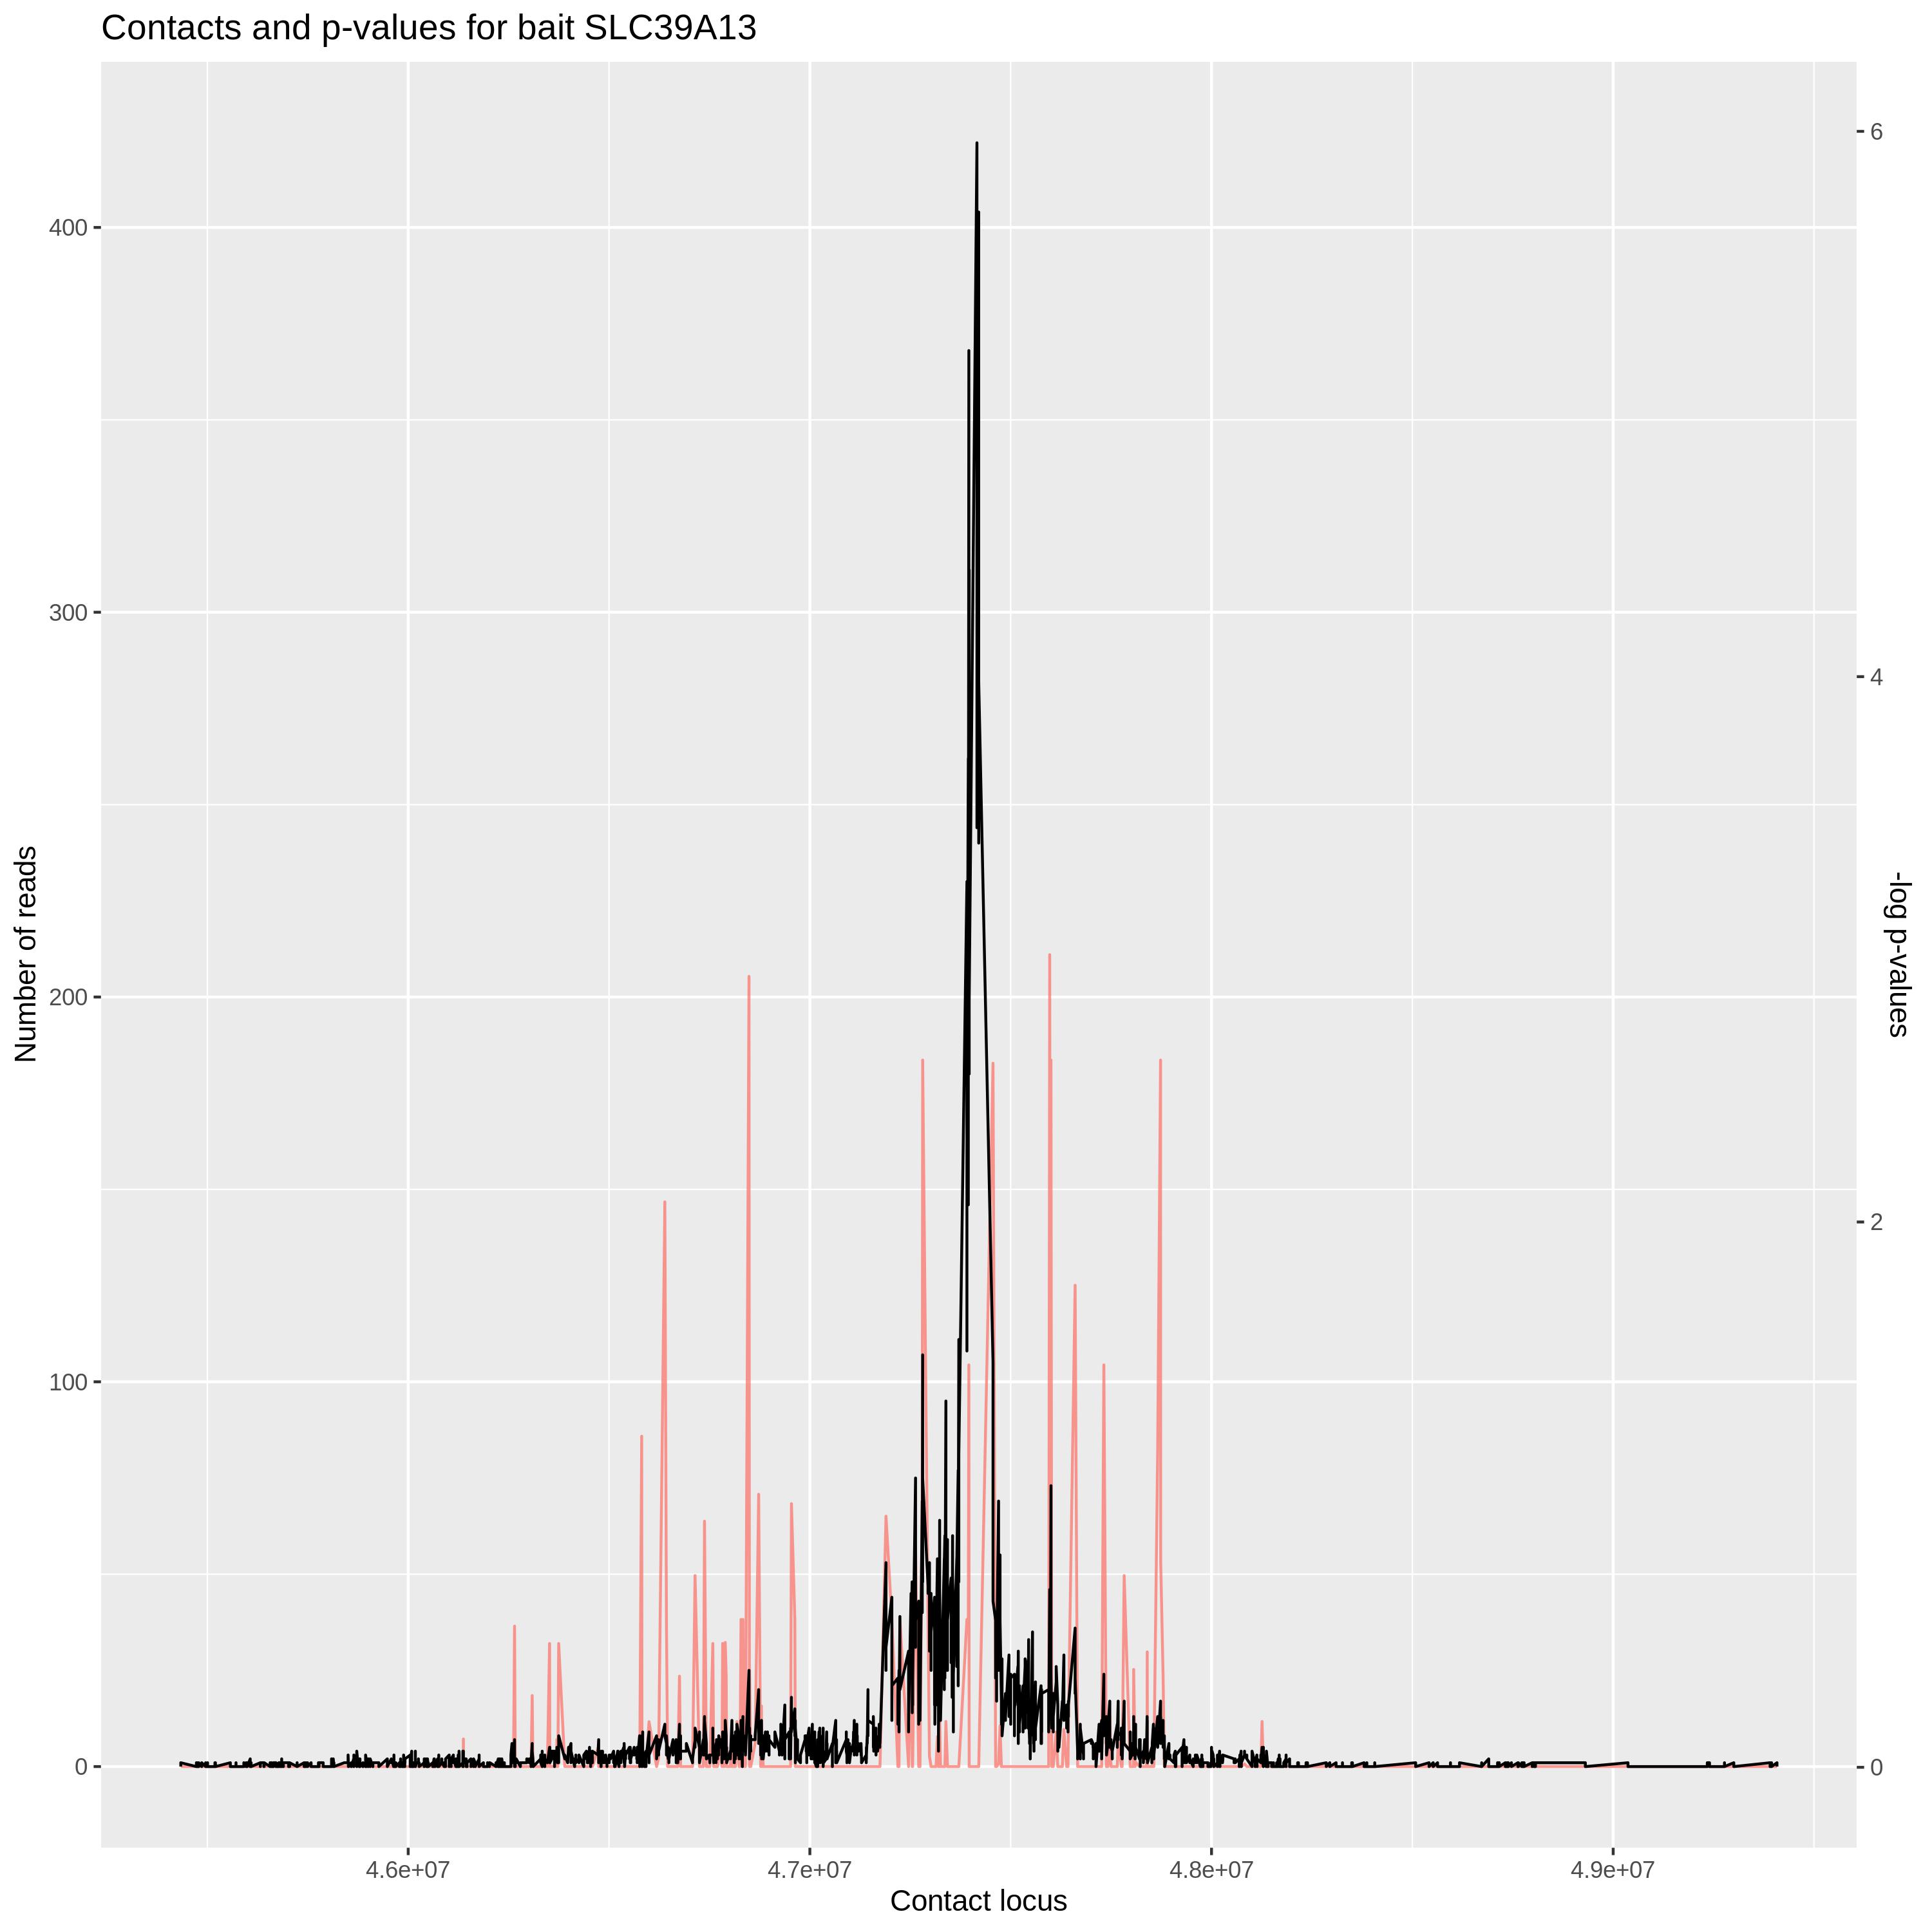 Contacts and p-values for bait SLC39A13
400
300
200
100
0
Number of reads
6
4
2
0
-log p-values
4.6e+07
4.7e+07
4.8e+07
4.9e+07
Contact locus